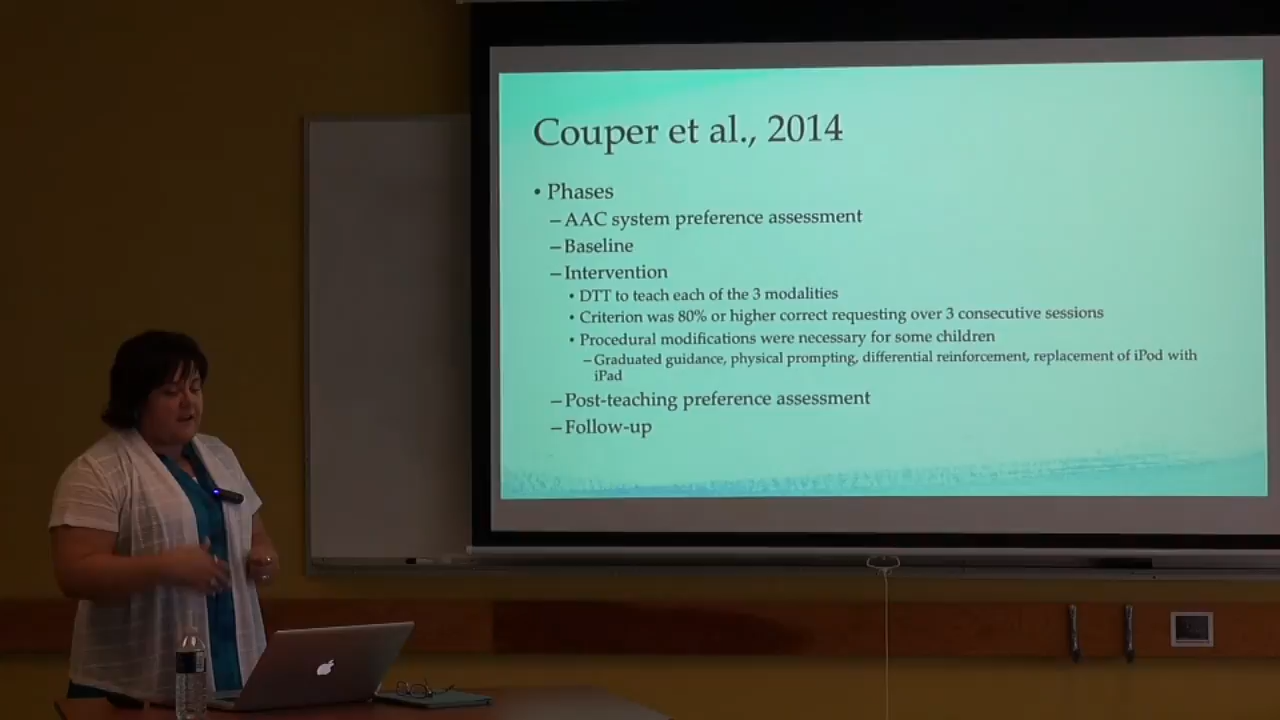 Couper et al., 2014
• Phases
–AAC system preference assessment
–Baseline
–Intervention
• DTT to teach each of the 3 modalities
• Criterion was 80% or higher correct requesting over 3 consecutive sessions
• Procedural modifications were necessary for some children
–Graduated guidance, physical prompting, differential reinforcement, replacement of iPod with
iPad
–Post-teaching preference assessment
–Follow-up